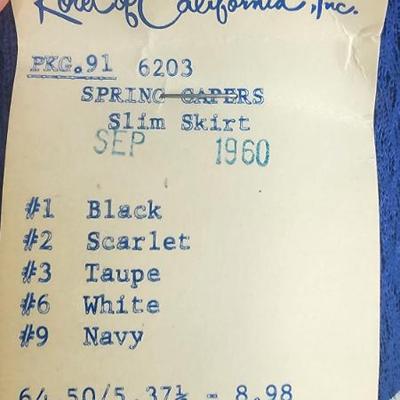 Koret of California, Inc.
PKG.91 6203
SPRING CAPERS
Slim Skirt
SEP 1960
#1 Black
#2 Scarlet
#3 Taupe
#6 White
#9 Navy
64.50/5.37½ - 8.98